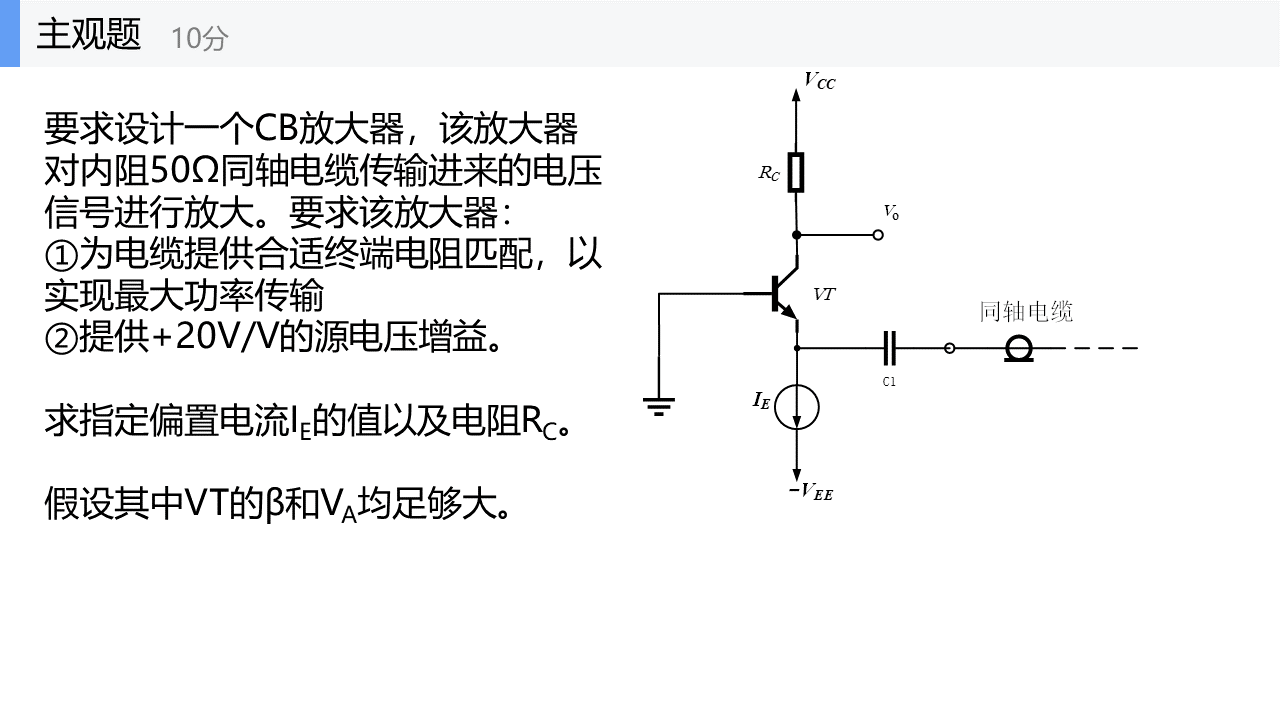 主观题 10分
要求设计一个CB放大器，该放大器
对内阻50Ω同轴电缆传输进来的电压
信号进行放大。要求该放大器：
①为电缆提供合适终端电阻匹配，以
实现最大功率传输
②提供+20V/V的源电压增益。
求指定偏置电流IE的值以及电阻RC。
假设其中VT的β和VA均足够大。
VCC
RC
V0
VT
同轴电缆
C1
IE
−VEE